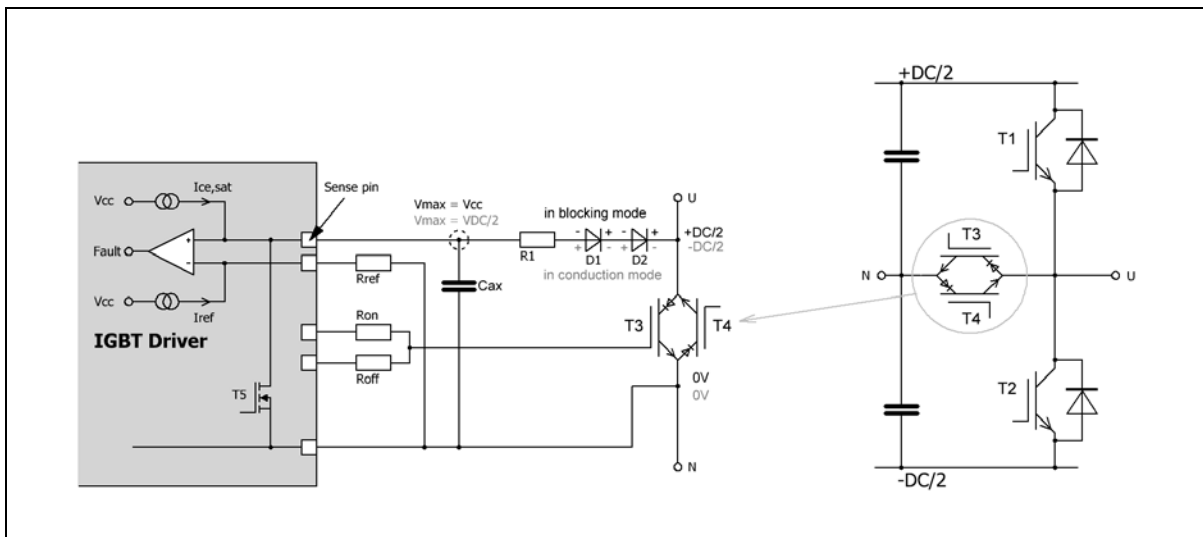 Ice,sat
Vcc
Fault
Vcc
Iref
IGBT Driver
T5
Sense pin
Rref
Ron
Roff
Vmax = Vcc
Vmax = VDC/2
Cax
R1
in blocking mode
- + - +
D1 D2
+ - + -
in conduction mode
U
+DC/2
-DC/2
T3
T4
0V
0V
N
+DC/2
T1
T3
N
U
T4
T2
-DC/2
+
-